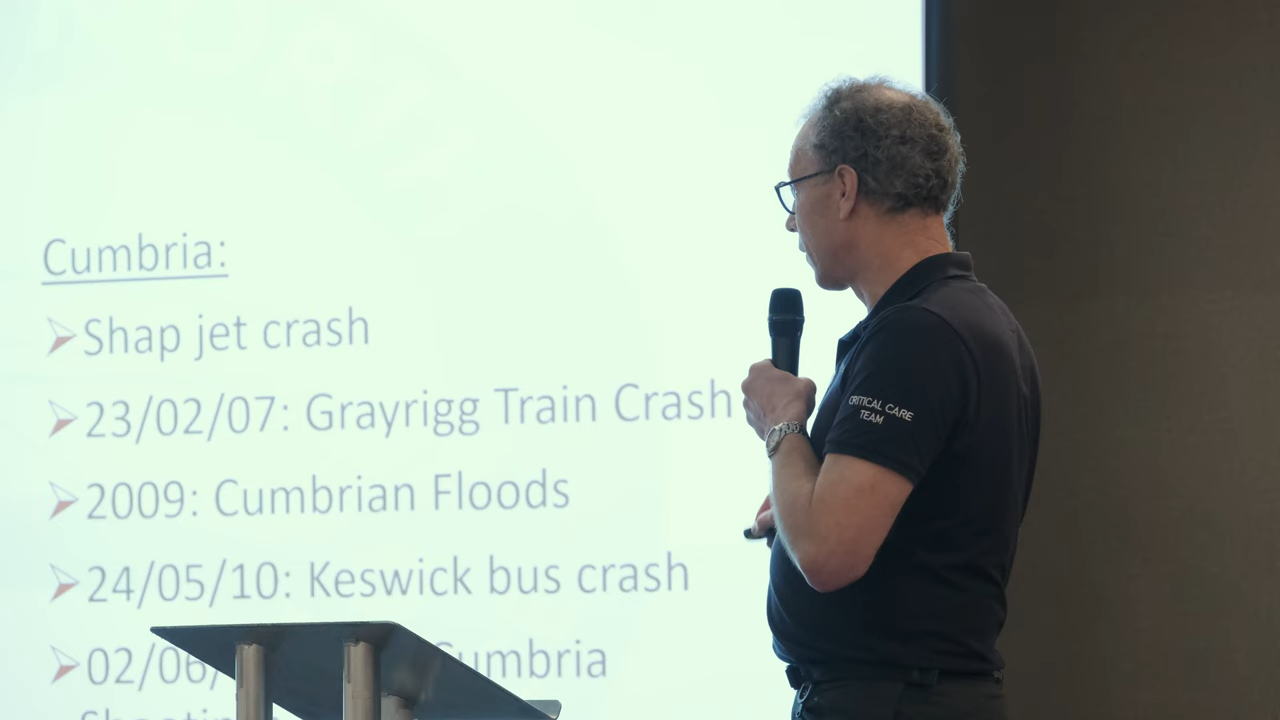 Cumbria:
Shap jet crash
23/02/07: Grayrigg Train Crash
2009: Cumbrian Floods
24/05/10: Keswick bus crash
02/06/ Cumbria
CRITICAL CARE
TEAM